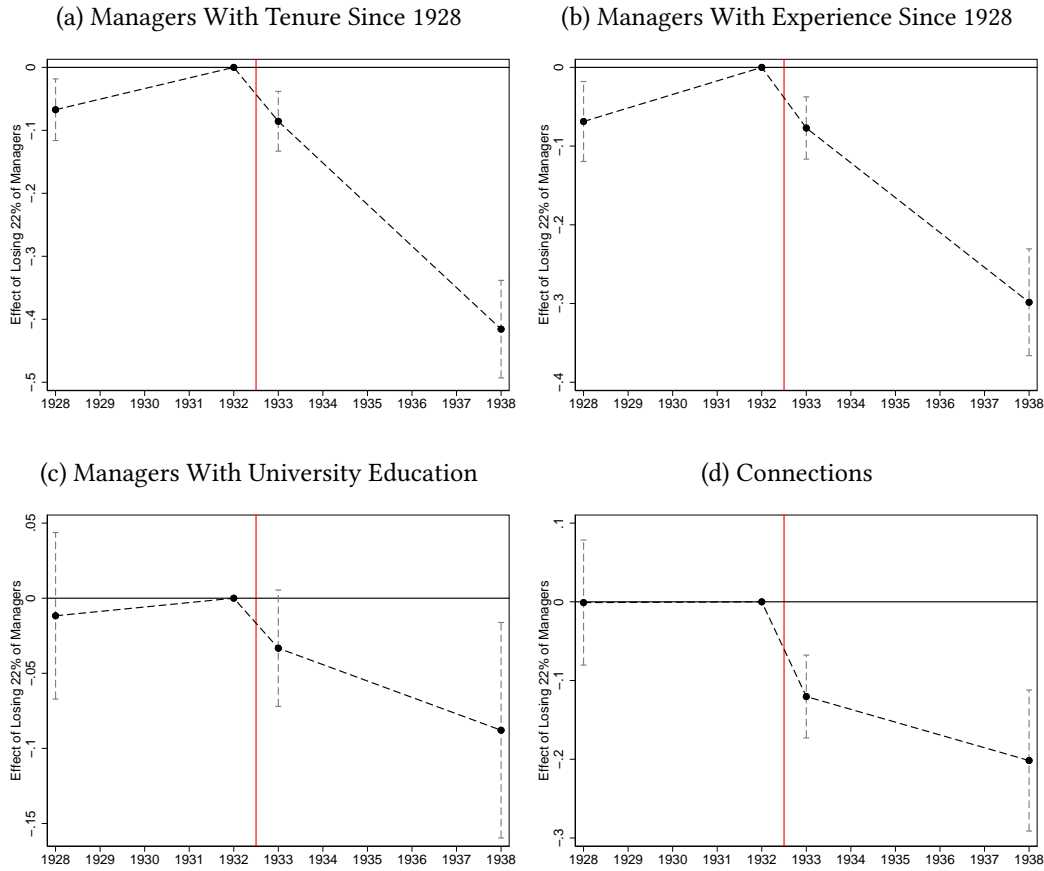 (a) Managers With Tenure Since 1928
Effect of Losing 22% of Managers
0
-.1
-.2
-.3
-.4
-.5
1928 1929 1930 1931 1932 1933 1934 1935 1936 1937 1938
(b) Managers With Experience Since 1928
Effect of Losing 22% of Managers
0
-.1
-.2
-.3
-.4
1928 1929 1930 1931 1932 1933 1934 1935 1936 1937 1938
(c) Managers With University Education
Effect of Losing 22% of Managers
.05
0
-.05
-.1
-.15
1928 1929 1930 1931 1932 1933 1934 1935 1936 1937 1938
(d) Connections
Effect of Losing 22% of Managers
.1
0
-.1
-.2
-.3
1928 1929 1930 1931 1932 1933 1934 1935 1936 1937 1938